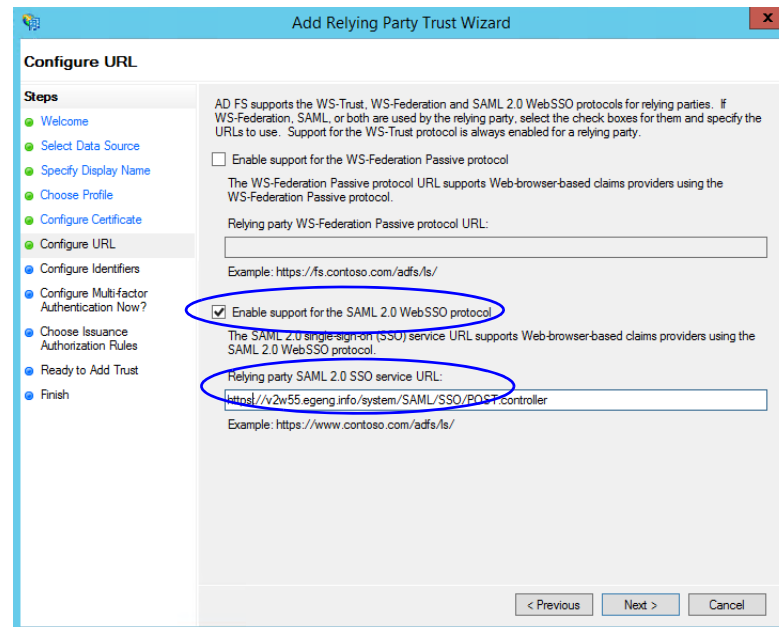 Add Relying Party Trust Wizard
x
Configure URL
Steps
Welcome
Select Data Source
Specify Display Name
Choose Profile
Configure Certificate
Configure URL
Configure Identifiers
Configure Multi-factor
Authentication Now?
Choose Issuance
Authorization Rules
Ready to Add Trust
Finish
AD FS supports the WS-Trust, WS-Federation and SAML 2.0 WebSSO protocols for relying parties. If
WS-Federation, SAML, or both are used by the relying party, select the check boxes for them and specify the
URLs to use. Support for the WS-Trust protocol is always enabled for a relying party.
Enable support for the WS-Federation Passive protocol
The WS-Federation Passive protocol URL supports Web-browser-based claims providers using the
WS-Federation Passive protocol.
Relying party WS-Federation Passive protocol URL:
Example: https://fs.contoso.com/adfs/ls/
Enable support for the SAML 2.0 WebSSO protocol
The SAML 2.0 single-sign-on (SSO) service URL supports Web-browser-based claims providers using the
SAML 2.0 WebSSO protocol.
Relying party SAML 2.0 SSO service URL:
https://v2w55.egeng.info/system/SAML/SSO/POST.controller
Example: https://www.contoso.com/adfs/ls/
< Previous
Next >
Cancel